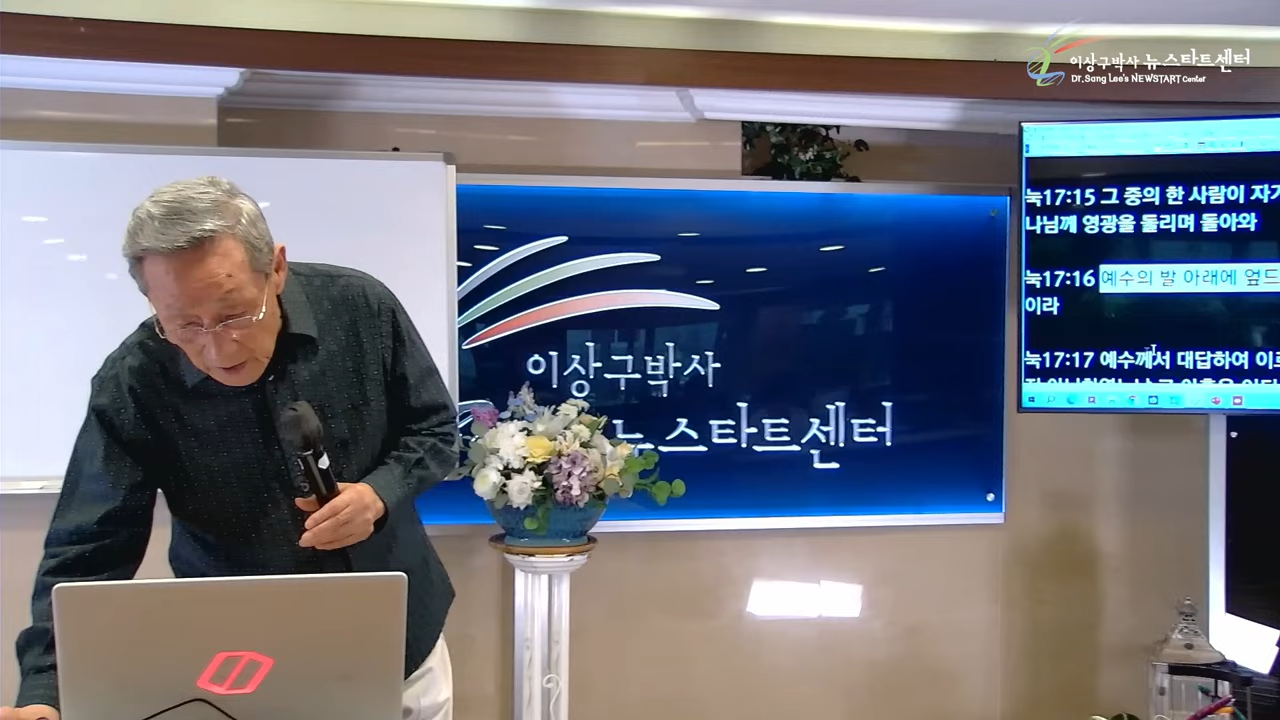 이상구박사 뉴스타트센터
Dr. Sang Lee's NEWSTART Center
눅17:15 그 중의 한 사람이 자기
나님께 영광을 돌리며 돌아와
눅17:16 예수의 발 아래에 엎드
이라
눅17:17 예수께서 대답하여 이르
이상구박사
뉴스타트센터